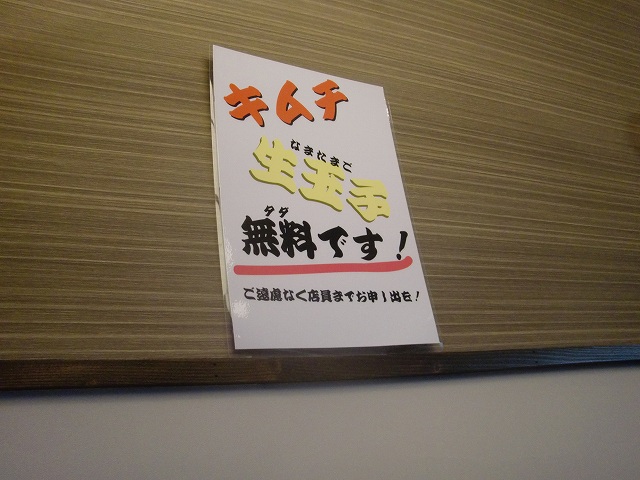 キムチ
なまたまご
生玉子
タダ
無料です!
ご遠慮なく店員までお申し出を!